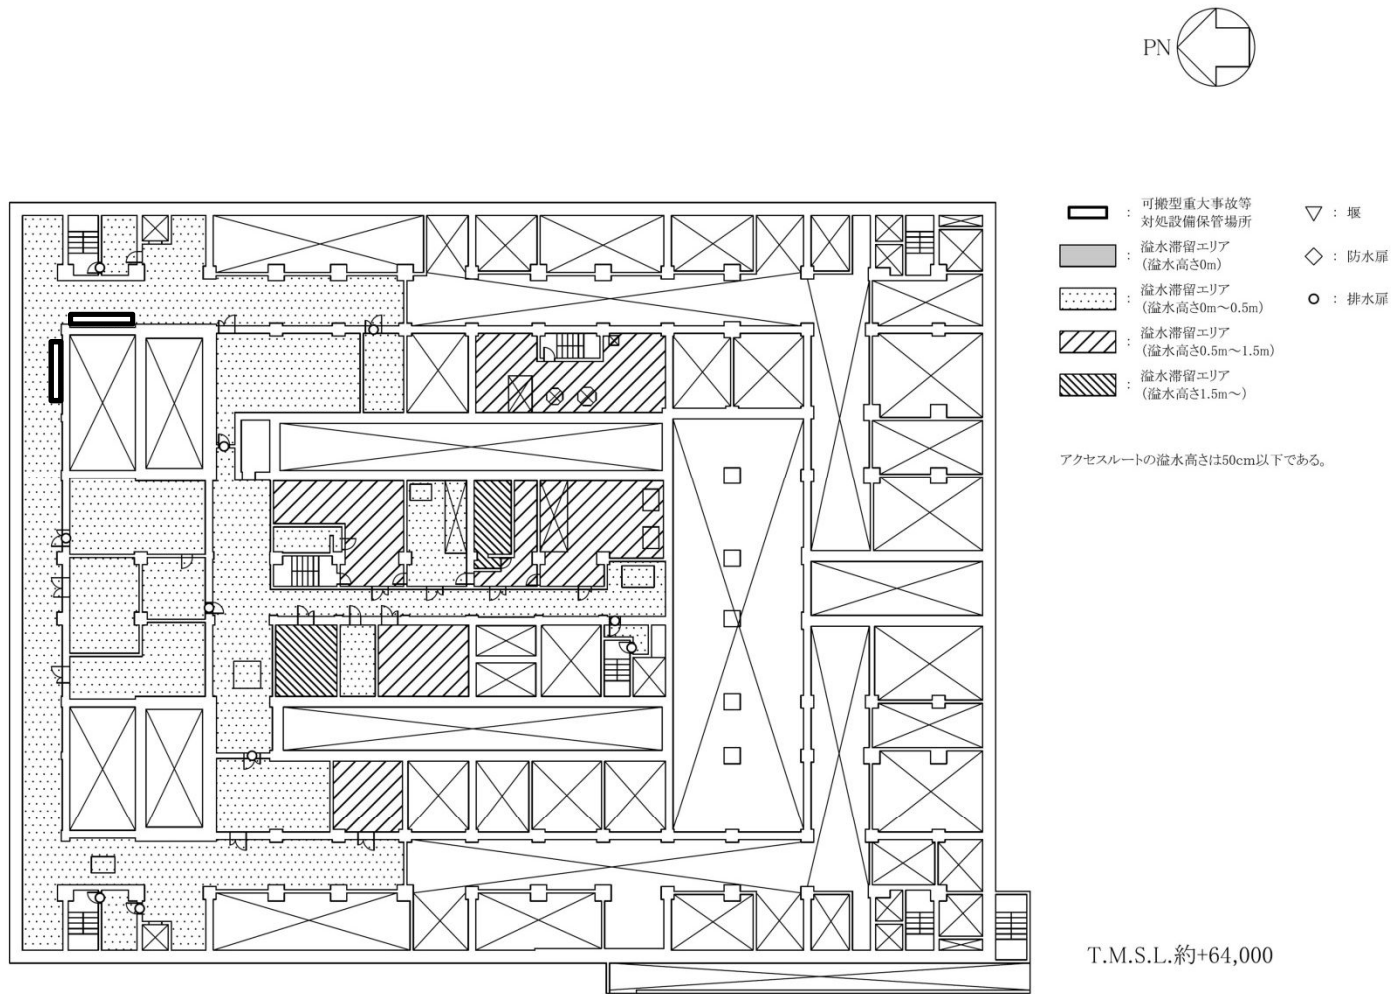 PN
： 可搬型重大事故等
対処設備保管場所
： 溢水滞留エリア
（溢水高さ0m）
： 溢水滞留エリア
（溢水高さ0m～0.5m）
： 溢水滞留エリア
（溢水高さ0.5m～1.5m）
： 溢水滞留エリア
（溢水高さ1.5m～）
： 堰
： 防水扉
： 排水扉
アクセスルートの溢水高さは50cm以下である。
T.M.S.L.約+64,000